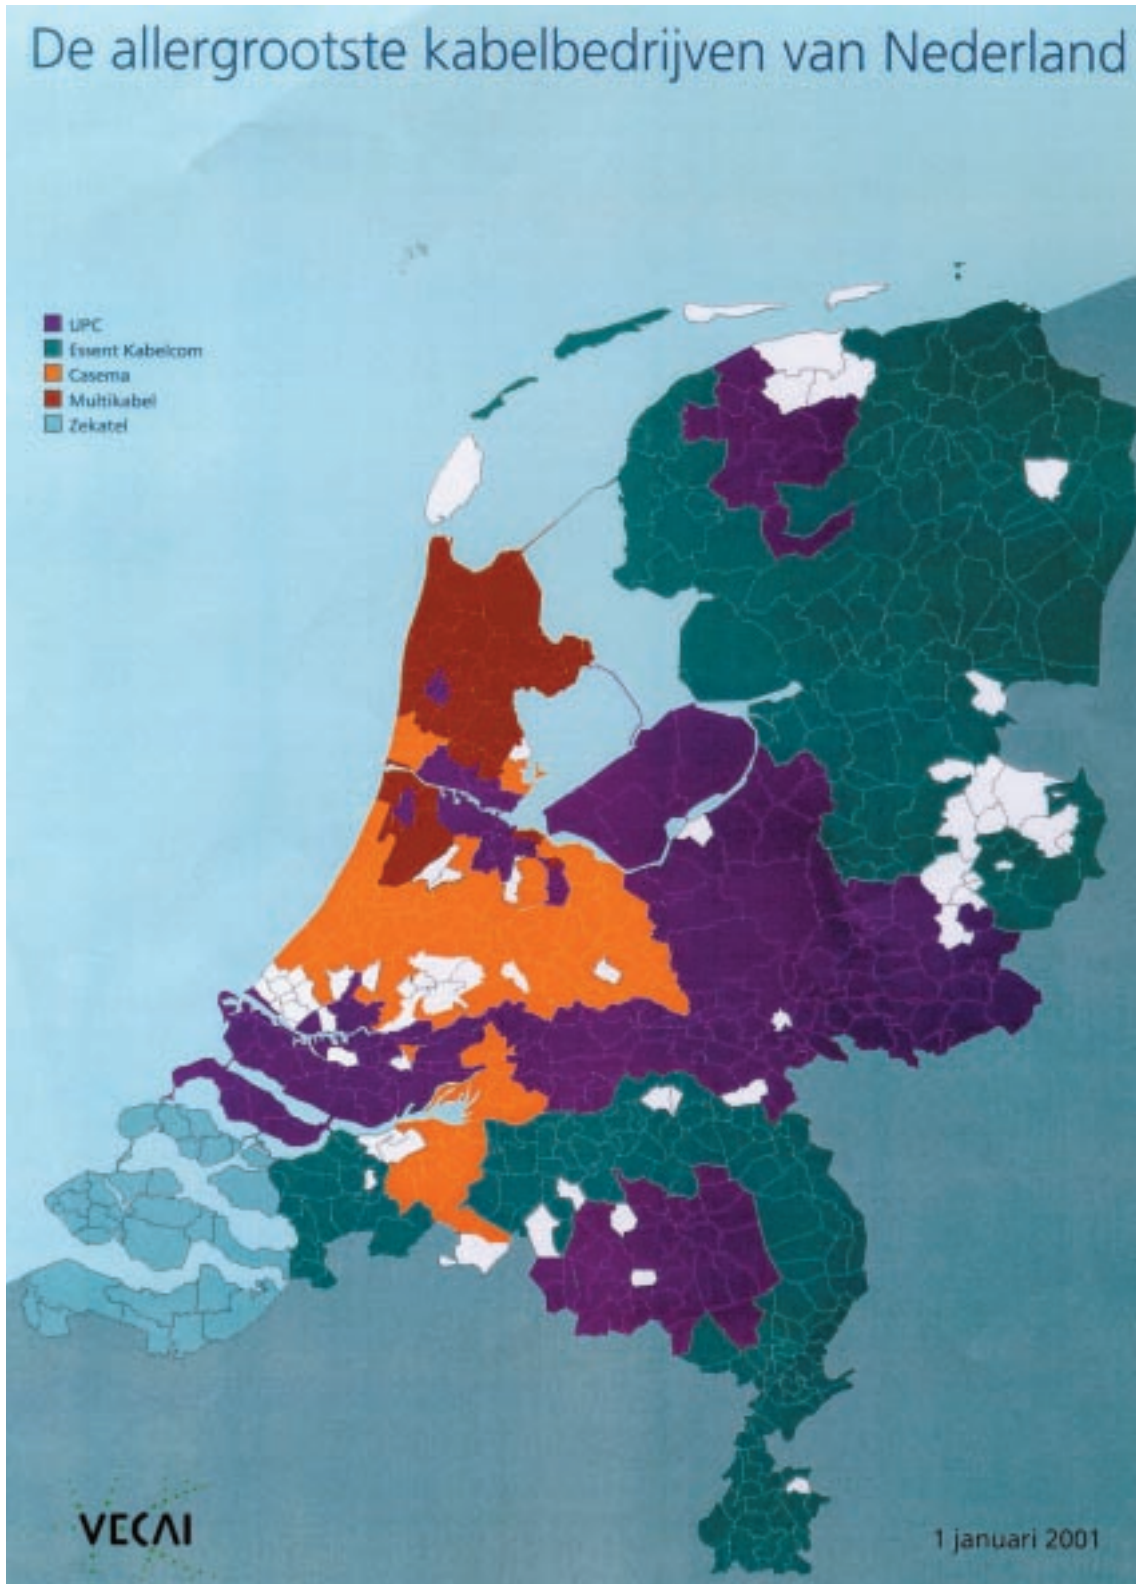 De allergrootste kabelbedrijven van Nederland
UPC
Essent Kabelcom
Casema
Multikabel
Zekatel
VECAI
1 januari 2001